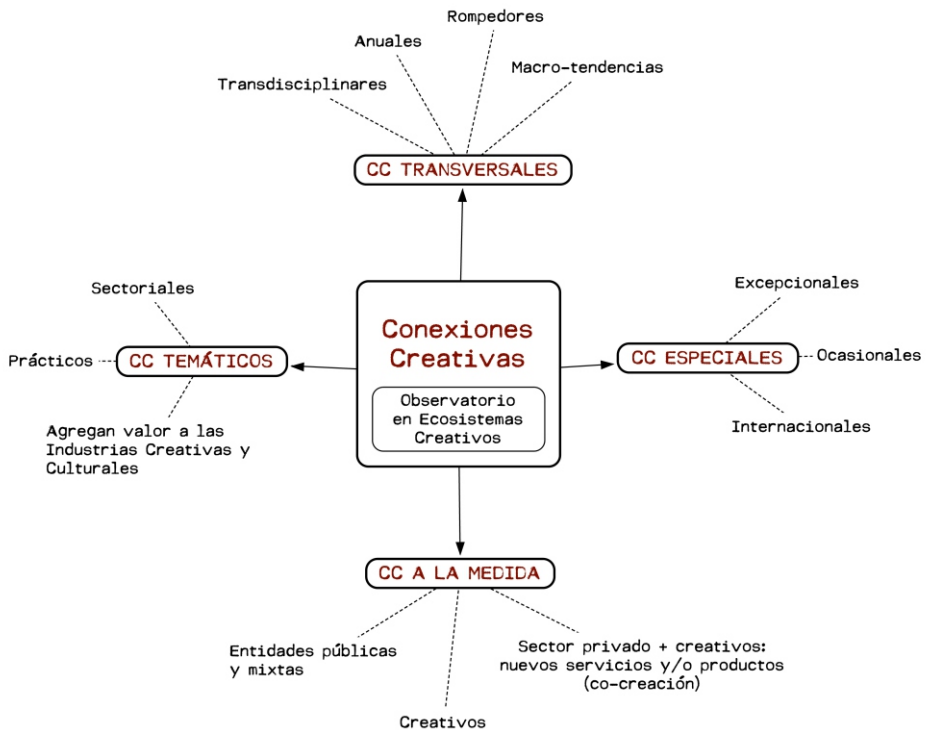 Rompedores
Anuales
Macro-tendencias
Transdisciplinares
CC TRANSVERSALES
Conexiones
Creativas
Observatorio
en Ecosistemas
Creativos
Sectoriales
Prácticos
CC TEMÁTICOS
Agregan valor a las
Industrias Creativas y
Culturales
Excepcionales
CC ESPECIALES
Ocasionales
Internacionales
CC A LA MEDIDA
Entidades públicas
y mixtas
Creativos
Sector privado + creativos:
nuevos servicios y/o productos
(co-creación)